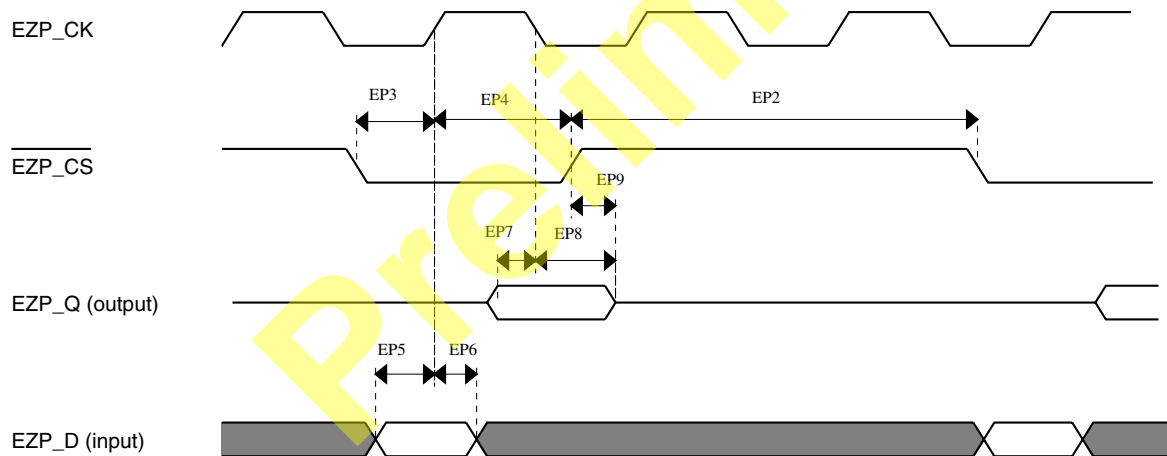 EZP_CK
EP3
EP4
EP2
EZP_CS
EP9
EP7
EP8
EZP_Q (output)
EP5
EP6
EZP_D (input)
Prelim